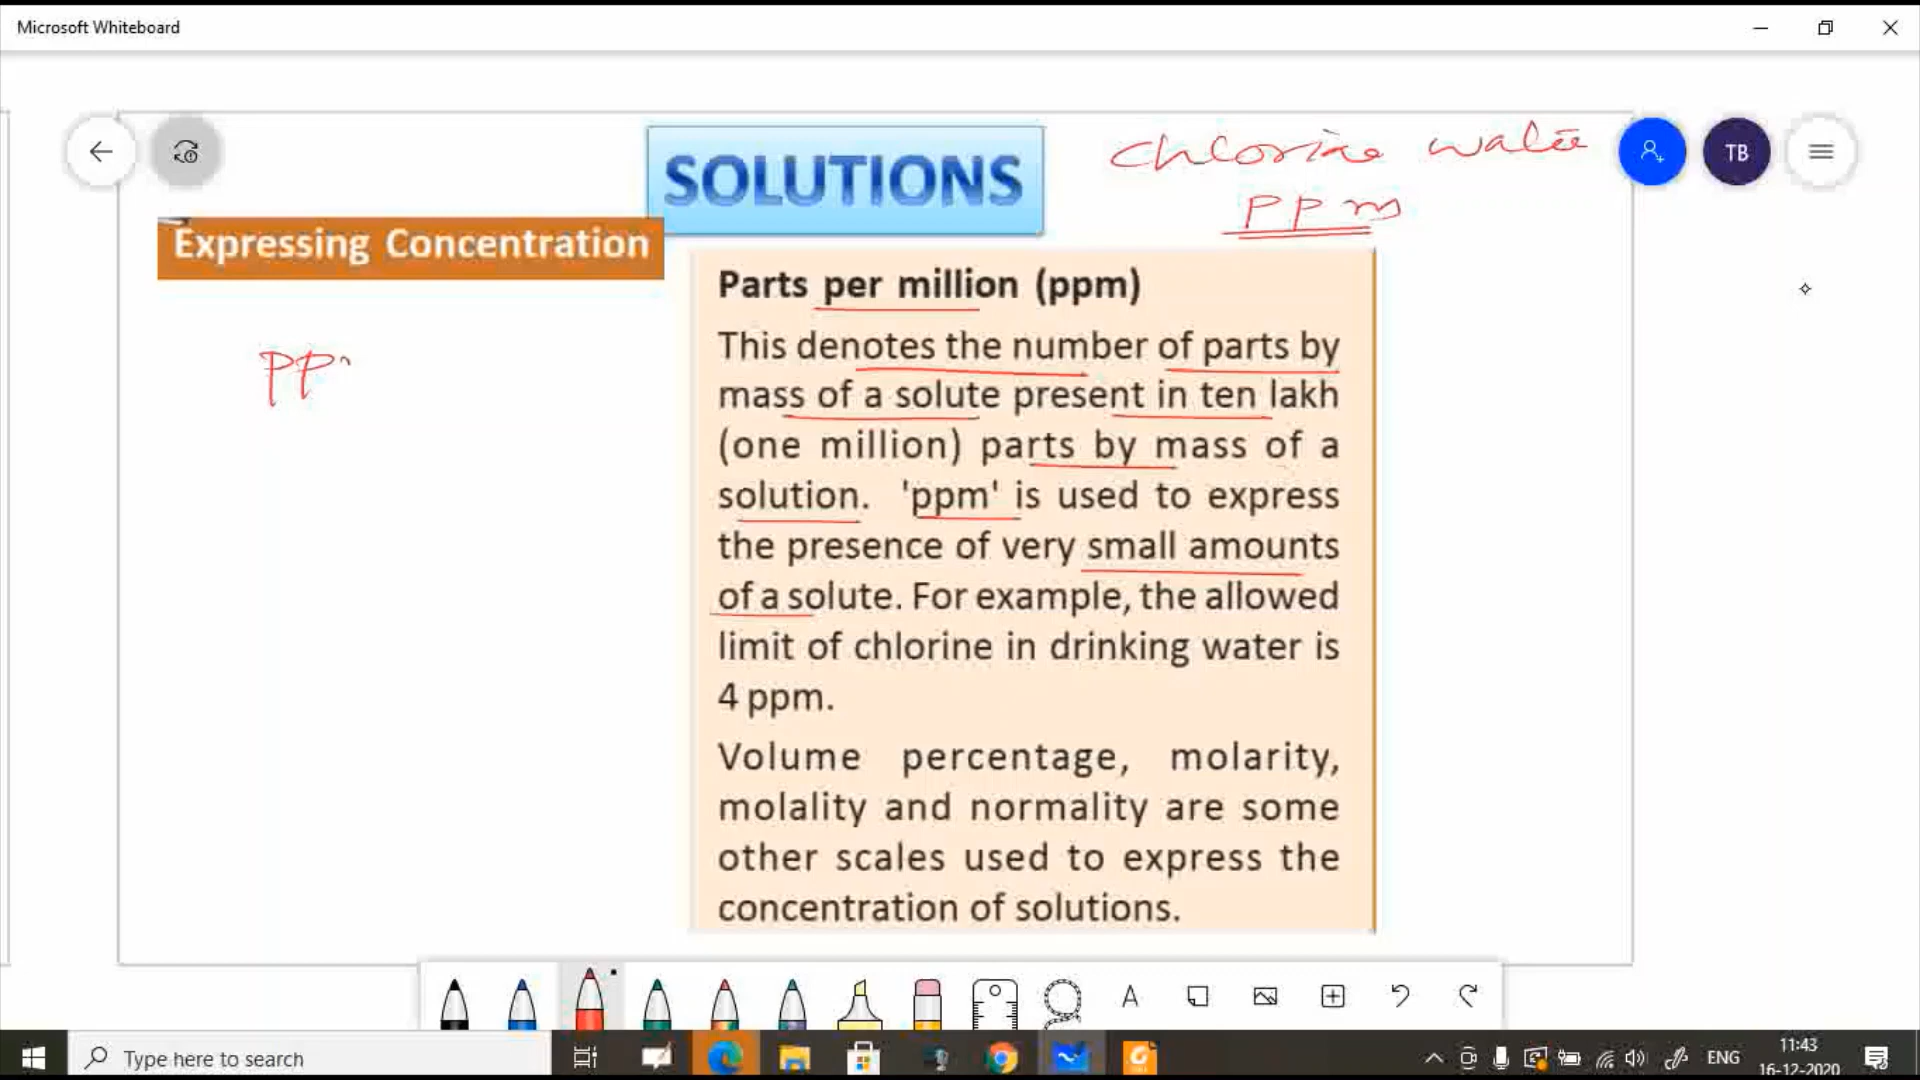 Microsoft Whiteboard
SOLUTIONS
Chlorine water
ppm
TB
Expressing Concentration
Parts per million (ppm)
This denotes the number of parts by
mass of a solute present in ten lakh
(one million) parts by mass of a
solution. 'ppm' is used to express
the presence of very small amounts
of a solute. For example, the allowed
limit of chlorine in drinking water is
4 ppm.
Volume percentage, molarity,
molality and normality are some
other scales used to express the
concentration of solutions.
PP
A
Type here to search
ENG
11:43
16-12-2020